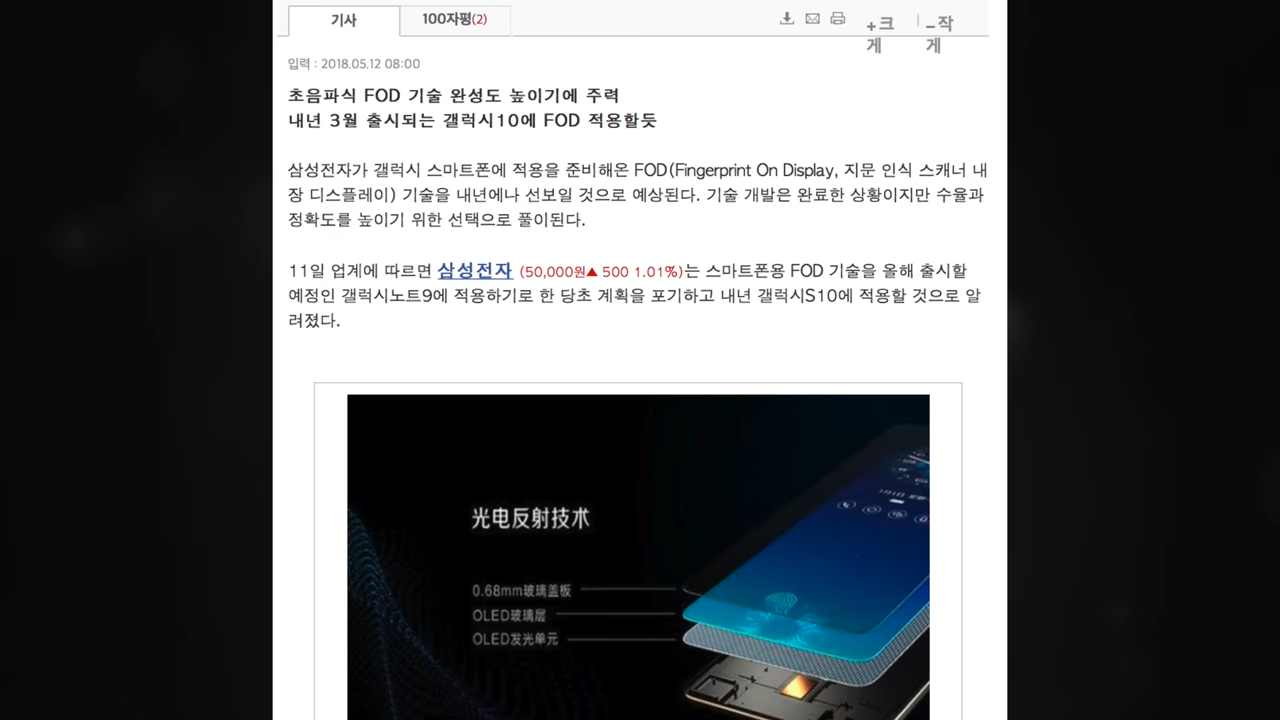 기사
100자평(2)
+크게
–작게
입력 : 2018.05.12 08:00
초음파식 FOD 기술 완성도 높이기에 주력
내년 3월 출시되는 갤럭시10에 FOD 적용할듯
삼성전자가 갤럭시 스마트폰에 적용을 준비해온 FOD(Fingerprint On Display, 지문 인식 스캐너 내
장 디스플레이) 기술을 내년에나 선보일 것으로 예상된다. 기술 개발은 완료한 상황이지만 수율과
정확도를 높이기 위한 선택으로 풀이된다.
11일 업계에 따르면 삼성전자 (50,000원▲ 500 1.01%)는 스마트폰용 FOD 기술을 올해 출시할
예정인 갤럭시노트9에 적용하기로 한 당초 계획을 포기하고 내년 갤럭시S10에 적용할 것으로 알
려졌다.
光电反射技术
0.68mm玻璃盖板
OLED玻璃层
OLED发光单元